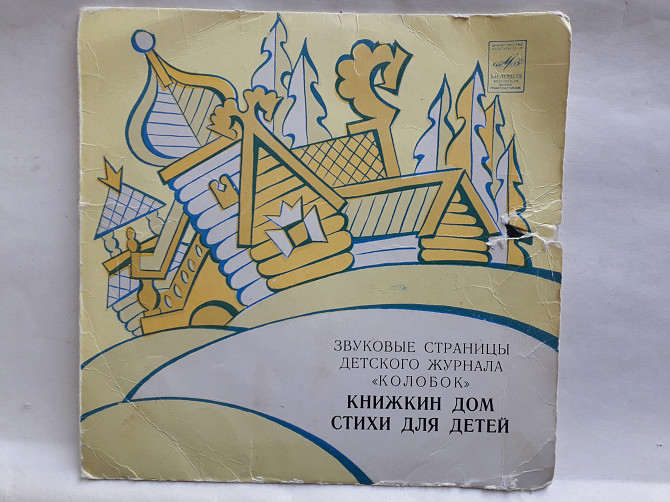 ЗВУКОВЫЕ СТРАНИЦЫ
ДЕТСКОГО ЖУРНАЛА
«КОЛОБОК»
КНИЖКИН ДОМ
СТИХИ ДЛЯ ДЕТЕЙ